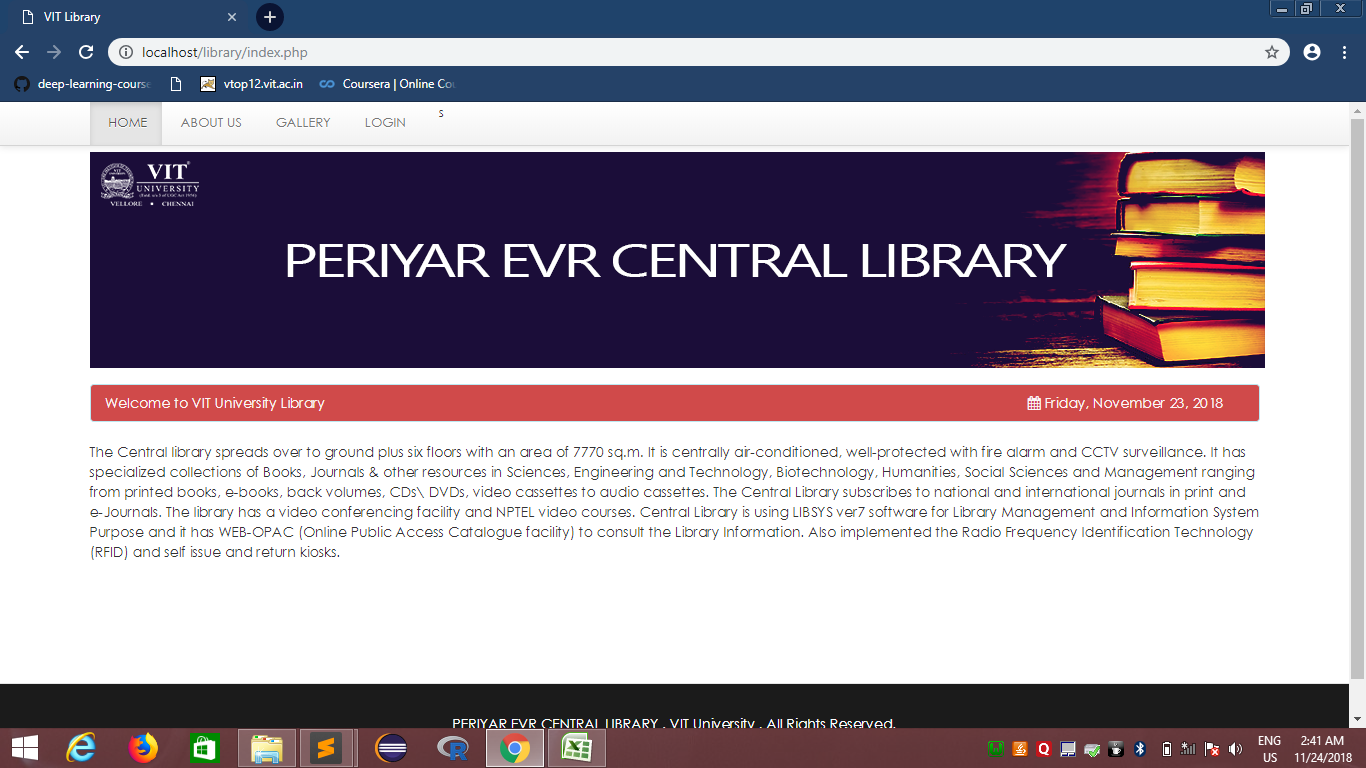 VIT Library
localhost/library/index.php
deep-learning-course
vtop12.vit.ac.in
Coursera | Online Cou
HOME
ABOUT US
GALLERY
LOGIN
s
VIT
UNIVERSITY
VELLORE • CHENNAI
PERIYAR EVR CENTRAL LIBRARY
Welcome to VIT University Library
Friday, November 23, 2018
The Central library spreads over to ground plus six floors with an area of 7770 sq.m. It is centrally air-conditioned, well-protected with fire alarm and CCTV surveillance. It has
specialized collections of Books, Journals & other resources in Sciences, Engineering and Technology, Biotechnology, Humanities, Social Sciences and Management ranging
from printed books, e-books, back volumes, CDs\ DVDs, video cassettes to audio cassettes. The Central Library subscribes to national and international journals in print and
e-Journals. The library has a video conferencing facility and NPTEL video courses. Central Library is using LIBSYS ver7 software for Library Management and Information System
Purpose and it has WEB-OPAC (Online Public Access Catalogue facility) to consult the Library Information. Also implemented the Radio Frequency Identification Technology
(RFID) and self issue and return kiosks.
PERIYAR EVR CENTRAL LIBRARY , VIT University , All Rights Reserved.
ENG
US
2:41 AM
11/24/2018